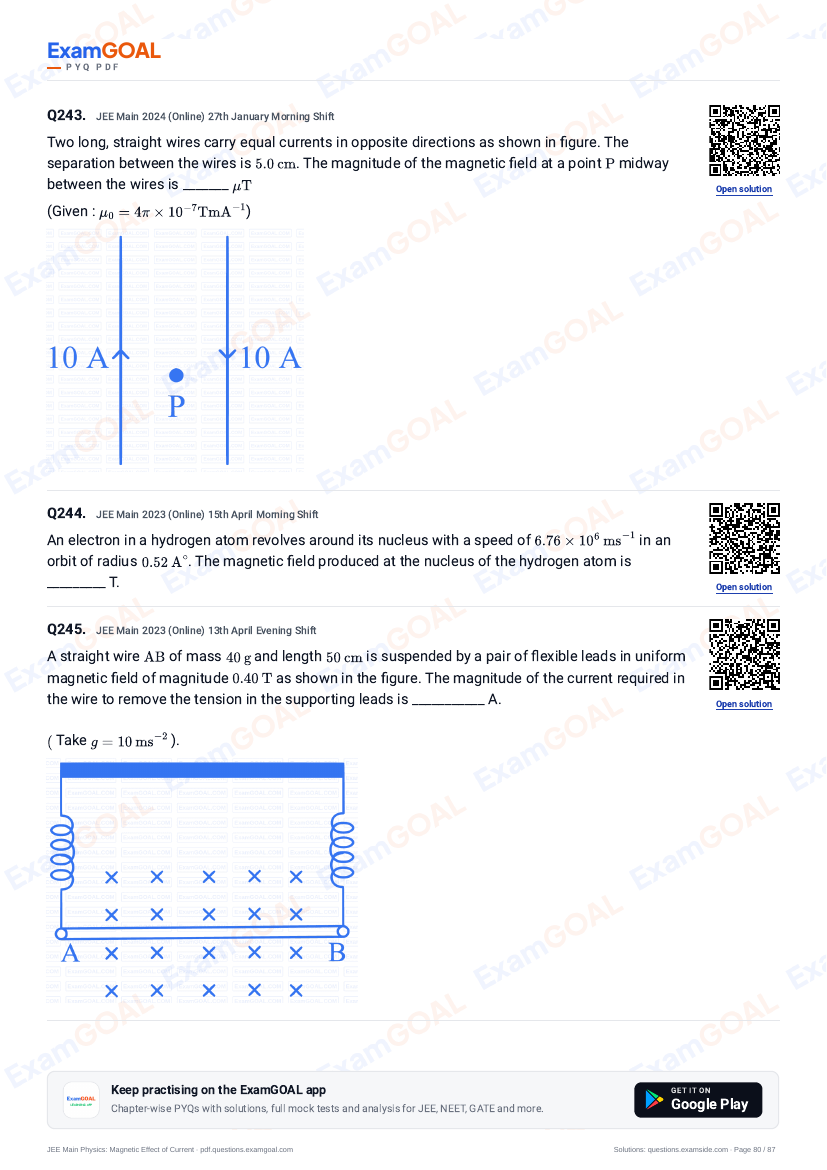 ExamGOAL
PYQ PDF
Q243. JEE Main 2024 (Online) 27th January Morning Shift
Two long, straight wires carry equal currents in opposite directions as shown in figure. The
separation between the wires is 5.0 cm. The magnitude of the magnetic field at a point P midway
between the wires is _______ μT
(Given : μ₀ = 4π × 10⁻⁷TmA⁻¹)
Open solution
10 A
10 A
P
Q244. JEE Main 2023 (Online) 15th April Morning Shift
An electron in a hydrogen atom revolves around its nucleus with a speed of 6.76 × 10⁶ ms⁻¹ in an
orbit of radius 0.52 A°. The magnetic field produced at the nucleus of the hydrogen atom is
_________ T.
Open solution
Q245. JEE Main 2023 (Online) 13th April Evening Shift
A straight wire AB of mass 40 g and length 50 cm is suspended by a pair of flexible leads in uniform
magnetic field of magnitude 0.40 T as shown in the figure. The magnitude of the current required in
the wire to remove the tension in the supporting leads is ___________ A.
Open solution
( Take g = 10 ms⁻² ).
A
B
Keep practising on the ExamGOAL app
Chapter-wise PYQs with solutions, full mock tests and analysis for JEE, NEET, GATE and more.
GET IT ON
Google Play
JEE Main Physics: Magnetic Effect of Current · pdf.questions.examgoal.com
Solutions: questions.examside.com · Page 80 / 87